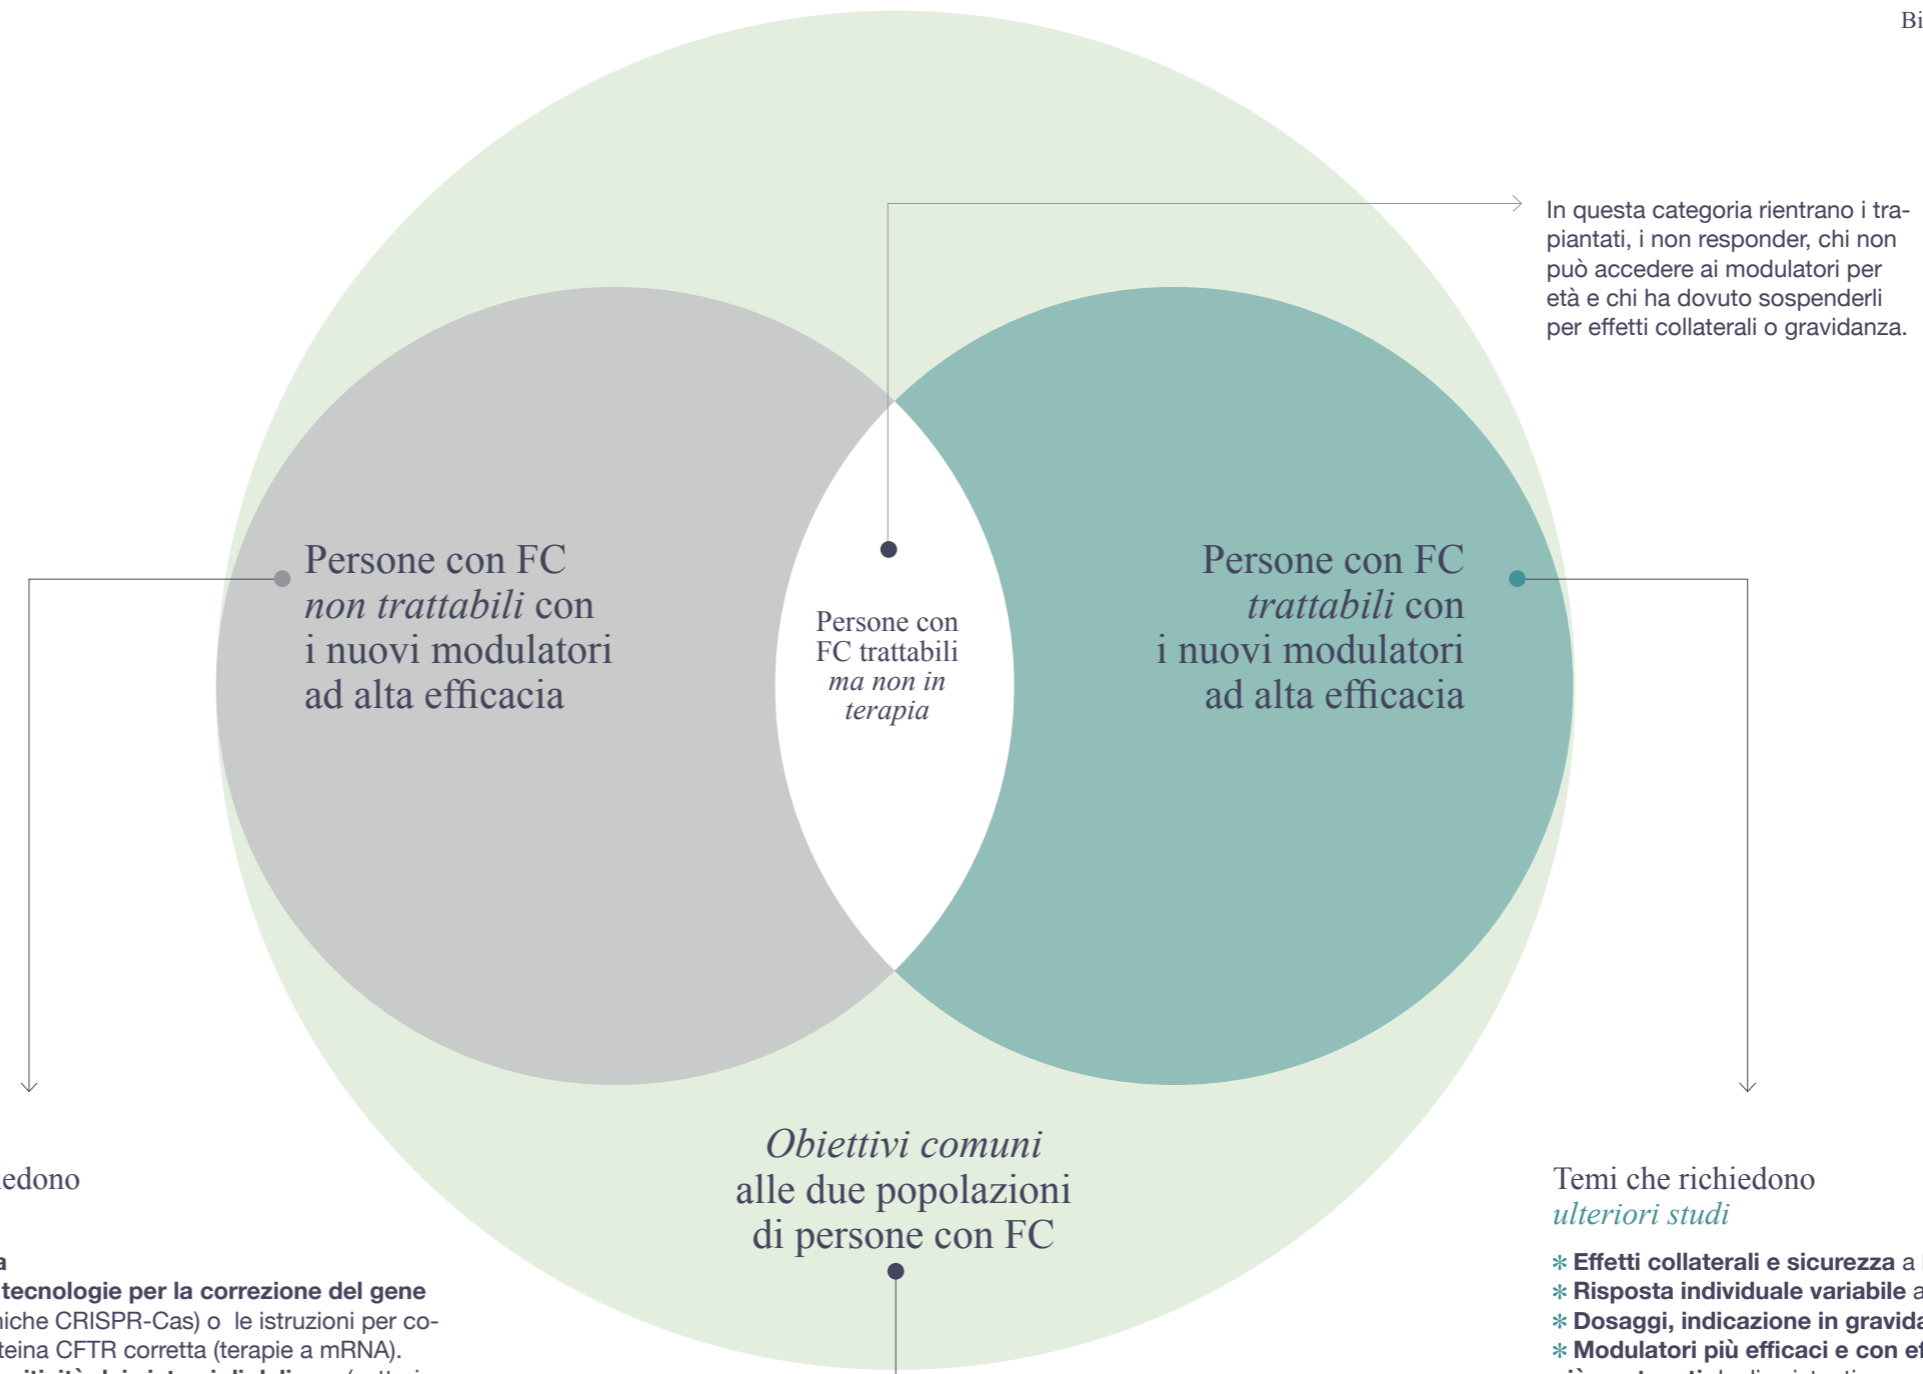 Bi
In questa categoria rientrano i tra-
piantati, i non responder, chi non
può accedere ai modulatori per
età e chi ha dovuto sospenderli
per effetti collaterali o gravidanza.
Persone con FC
non trattabili con
i nuovi modulatori
ad alta efficacia
Persone con
FC trattabili
ma non in
terapia
Persone con FC
trattabili con
i nuovi modulatori
ad alta efficacia
Obiettivi comuni
alle due popolazioni
di persone con FC
iedono
a
tecnologie per la correzione del gene
niche CRISPR-Cas) o le istruzioni per co-
teina CFTR corretta (terapie a mRNA).
Temi che richiedono
ulteriori studi
* Effetti collaterali e sicurezza a
* Risposta individuale variabile a
* Dosaggi, indicazione in gravida
* Modulatori più efficaci e con ef